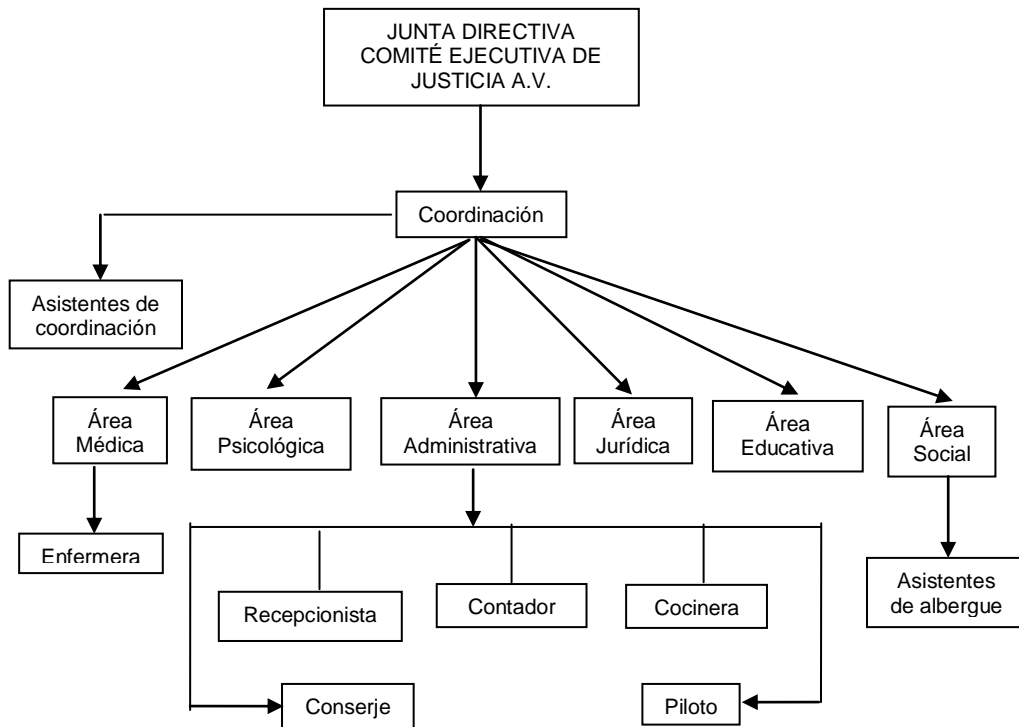 JUNTA DIRECTIVA
COMITÉ EJECUTIVA DE
JUSTICIA A.V.
Coordinación
Asistentes de
coordinación
Área
Médica
Área
Psicológica
Área
Administrativa
Área
Jurídica
Área
Educativa
Área
Social
Enfermera
Recepcionista
Contador
Cocinera
Asistentes
de albergue
Conserje
Piloto